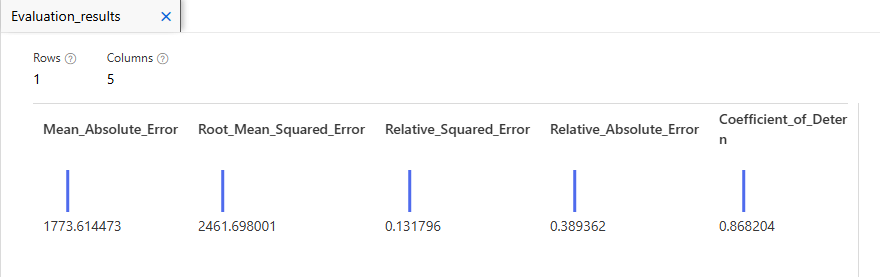 Evaluation_results
Rows Columns
1 5
Mean_Absolute_Error Root_Mean_Squared_Error Relative_Squared_Error Relative_Absolute_Error Coefficient_of_Deter
n
1773.614473 2461.698001 0.131796 0.389362 0.868204